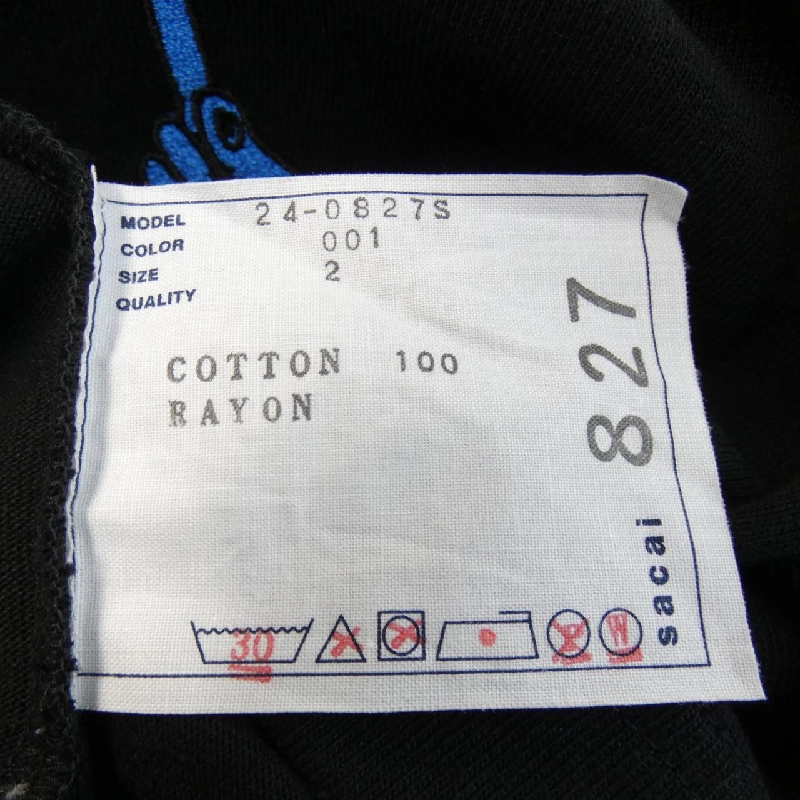 MODEL 24-0827S
COLOR 001
SIZE 2
QUALITY
COTTON 100
RAYON
827
sacai
30
W